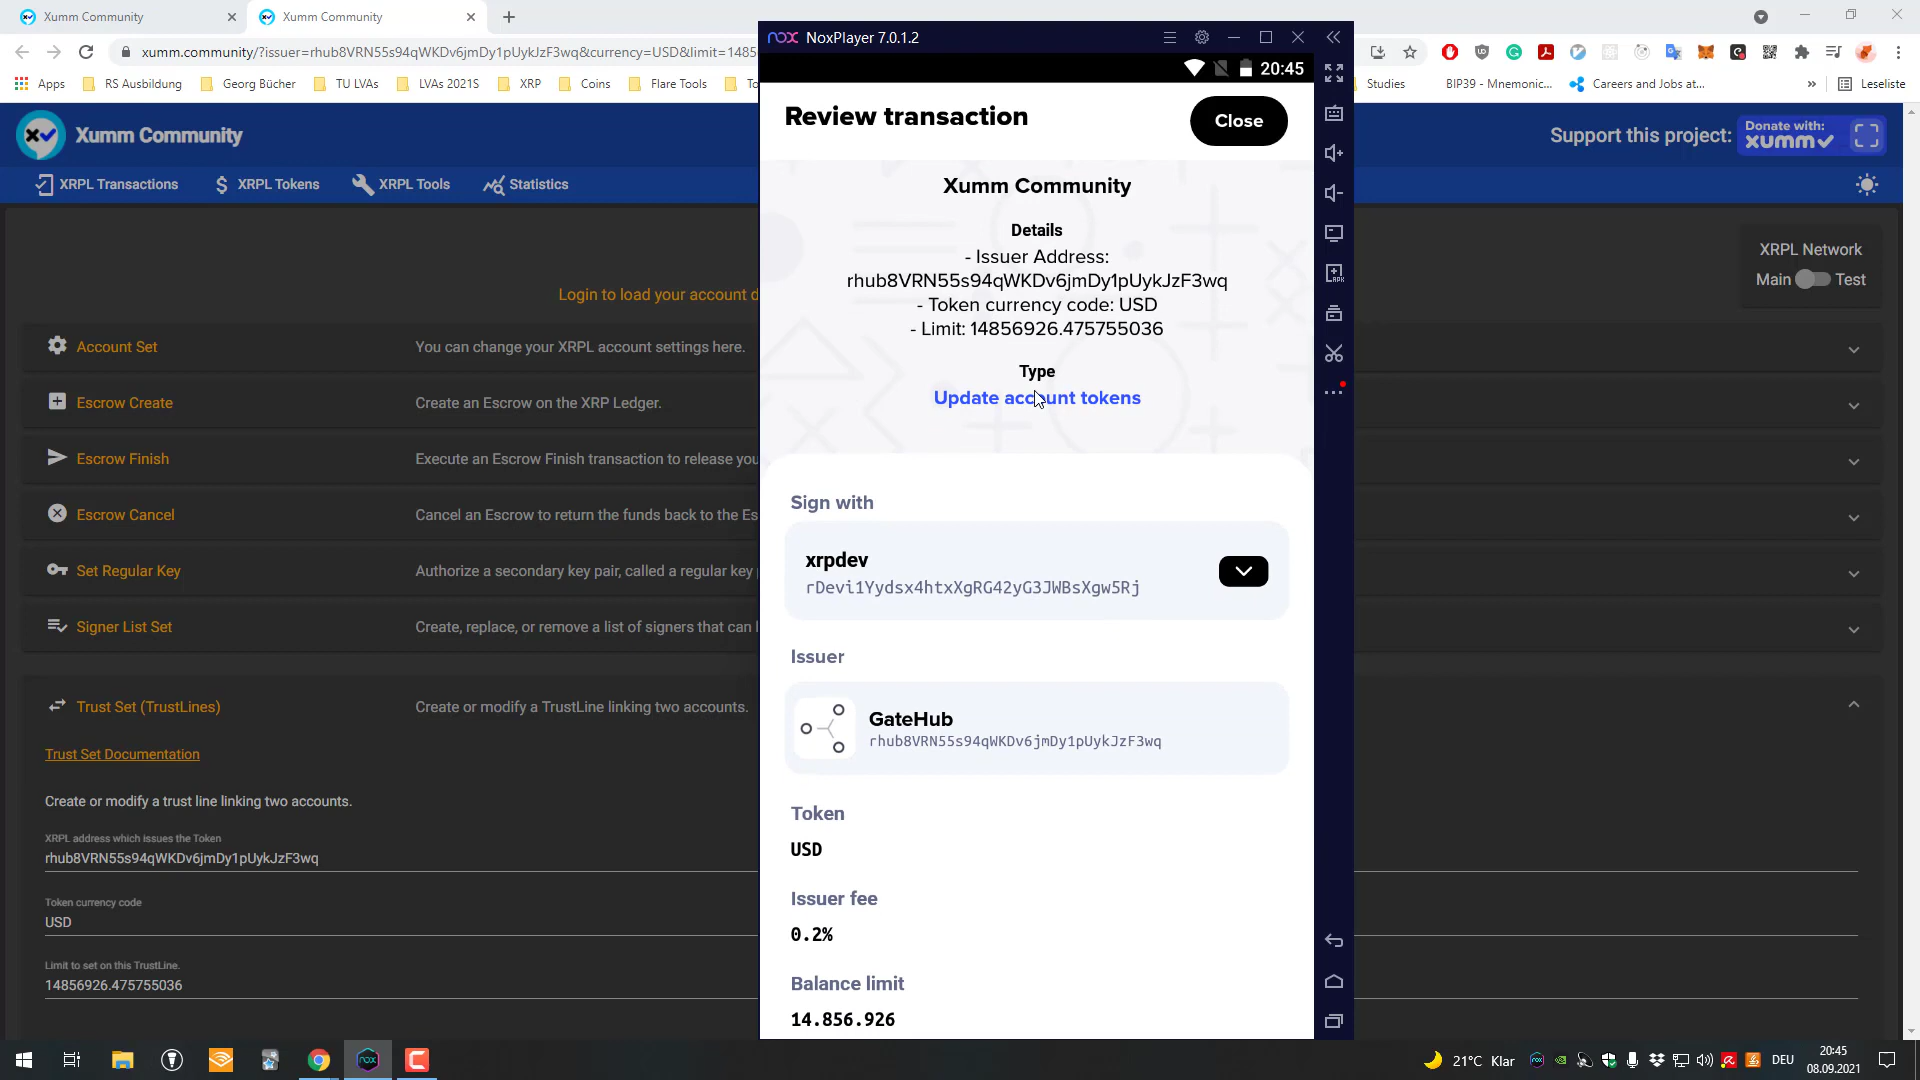 Xumm Community
Xumm Community
xumm.community/?issuer=rhub8VRN55s94qWKDv6jmDy1pUykJzF3wq&currency=USD&limit=1485
Apps
RS Ausbildung
Georg Bücher
TU LVAs
LVAs 2021S
XRP
Coins
Flare Tools
Studies
BIP39 - Mnemonic...
Careers and Jobs at...
»
Leseliste
Xumm Community
Support this project:
Donate with:
xumm
XRPL Transactions
XRPL Tokens
XRPL Tools
Statistics
XRPL Network
Main
Test
Login to load your account d
Account Set
You can change your XRPL account settings here.
Escrow Create
Create an Escrow on the XRP Ledger.
Escrow Finish
Execute an Escrow Finish transaction to release you
Escrow Cancel
Cancel an Escrow to return the funds back to the Es
Set Regular Key
Authorize a secondary key pair, called a regular key
Signer List Set
Create, replace, or remove a list of signers that can
Trust Set (TrustLines)
Create or modify a TrustLine linking two accounts.
Trust Set Documentation
Create or modify a trust line linking two accounts.
XRPL address which issues the Token
rhub8VRN55s94qWKDv6jmDy1pUykJzF3wq
Token currency code
USD
Limit to set on this TrustLine.
14856926.475755036
nox NoxPlayer 7.0.1.2
20:45
Review transaction
Close
Xumm Community
Details
- Issuer Address:
rhub8VRN55s94qWKDv6jmDy1pUykJzF3wq
- Token currency code: USD
- Limit: 14856926.475755036
Type
Update account tokens
Sign with
xrpdev
rDevi1Yydsx4htxXgRG42yG3JWBsXgw5Rj
Issuer
GateHub
rhub8VRN55s94qWKDv6jmDy1pUykJzF3wq
Token
USD
Issuer fee
0.2%
Balance limit
14.856.926
21°C Klar
DEU
20:45
08.09.2021